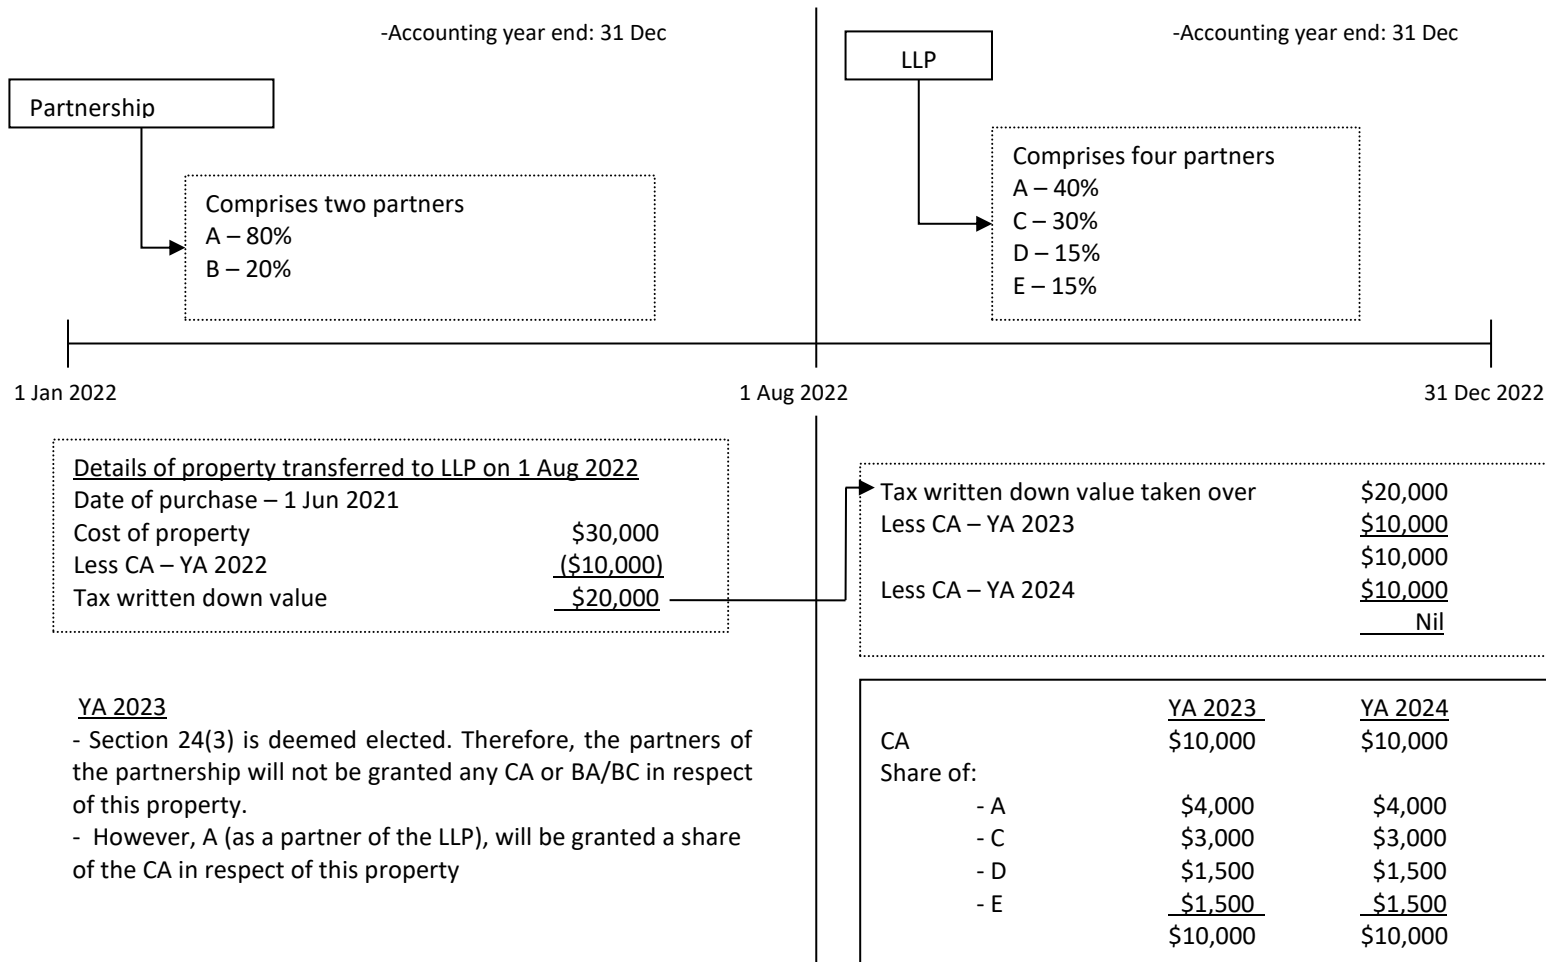 -Accounting year end: 31 Dec
Partnership
Comprises two partners
A – 80%
B – 20%
-Accounting year end: 31 Dec
LLP
Comprises four partners
A – 40%
C – 30%
D – 15%
E – 15%
1 Jan 2022
1 Aug 2022
31 Dec 2022
Details of property transferred to LLP on 1 Aug 2022
Date of purchase – 1 Jun 2021
Cost of property $30,000
Less CA – YA 2022 ($10,000)
Tax written down value $20,000
Tax written down value taken over $20,000
Less CA – YA 2023 $10,000
$10,000
Less CA – YA 2024 $10,000
Nil
YA 2023
- Section 24(3) is deemed elected. Therefore, the partners of
the partnership will not be granted any CA or BA/BC in respect
of this property.
- However, A (as a partner of the LLP), will be granted a share
of the CA in respect of this property
YA 2023 YA 2024
CA $10,000 $10,000
Share of:
- A $4,000 $4,000
- C $3,000 $3,000
- D $1,500 $1,500
- E $1,500 $1,500
$10,000 $10,000